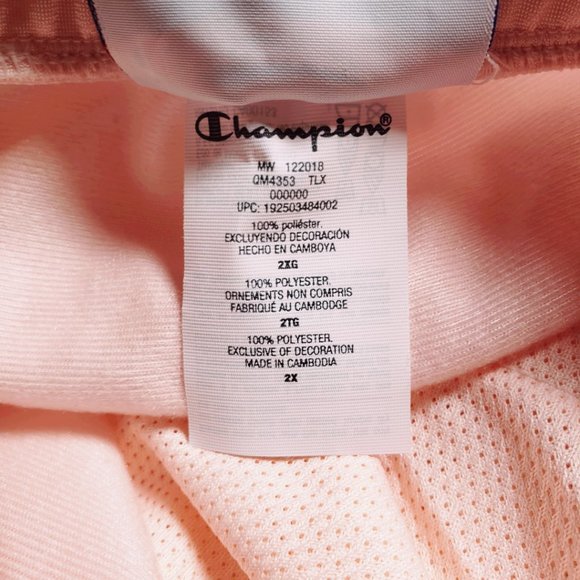 Champion®
MW 122018
QM4353 TLX
000000
UPC: 192503484002
100% poliéster.
EXCLUYENDO DECORACIÓN
HECHO EN CAMBOYA
2XG
100% POLYESTER.
ORNEMENTS NON COMPRIS
FABRIQUÉ AU CAMBODGE
2TG
100% POLYESTER.
EXCLUSIVE OF DECORATION
MADE IN CAMBODIA
2X